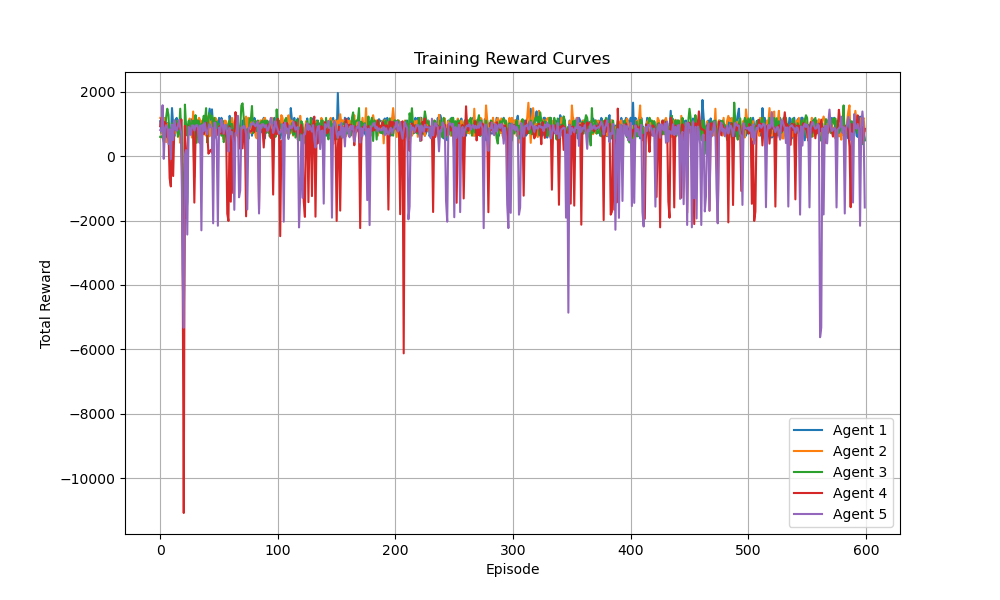 Training Reward Curves
2000
0
−2000
−4000
−6000
−8000
−10000
Total Reward
0 100 200 300 400 500 600
Episode
Agent 1
Agent 2
Agent 3
Agent 4
Agent 5